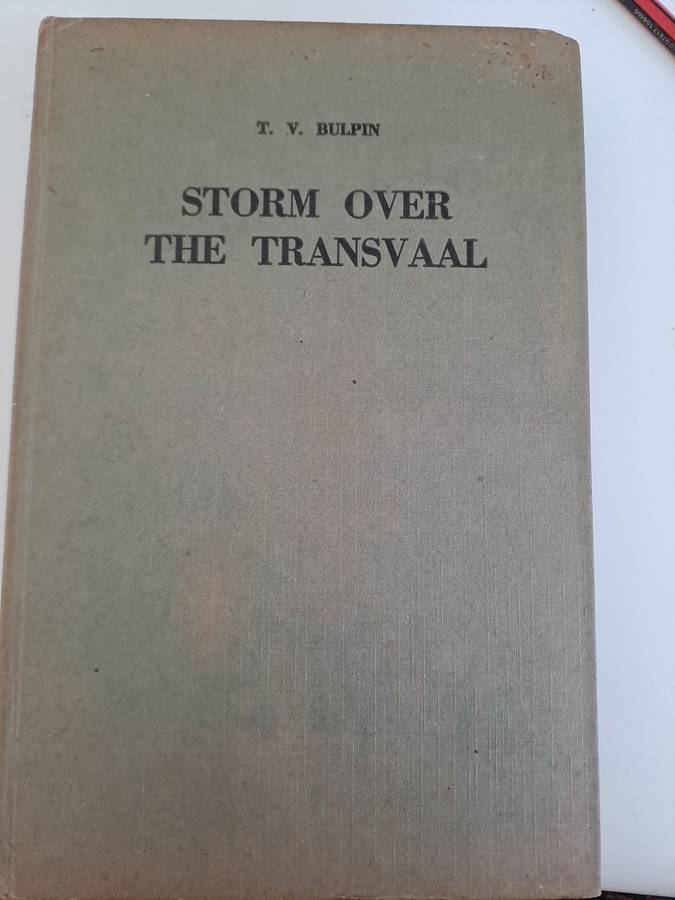 T. V. BULPIN
STORM OVER
THE TRANSVAAL